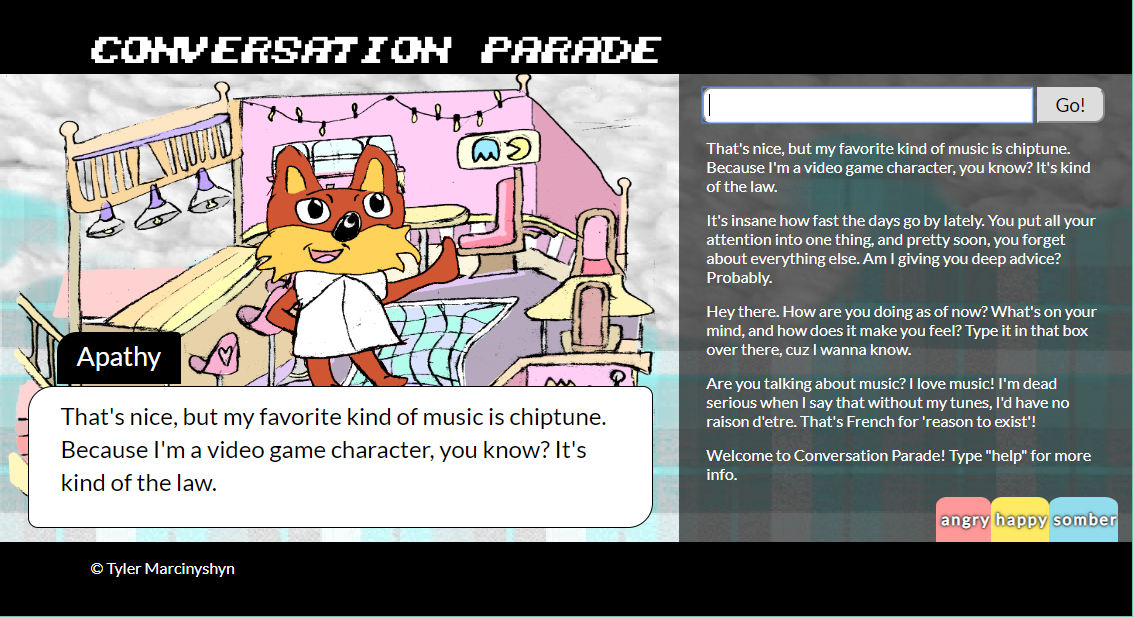 CONVERSATION PARADE
Go!
That's nice, but my favorite kind of music is chiptune.
Because I'm a video game character, you know? It's kind
of the law.
It's insane how fast the days go by lately. You put all your
attention into one thing, and pretty soon, you forget
about everything else. Am I giving you deep advice?
Probably.
Hey there. How are you doing as of now? What's on your
mind, and how does it make you feel? Type it in that box
over there, cuz I wanna know.
Are you talking about music? I love music! I'm dead
serious when I say that without my tunes, I'd have no
raison d'etre. That's French for 'reason to exist'!
Welcome to Conversation Parade! Type "help" for more
info.
angry happy somber
Apathy
That's nice, but my favorite kind of music is chiptune.
Because I'm a video game character, you know? It's
kind of the law.
© Tyler Marcinyshyn